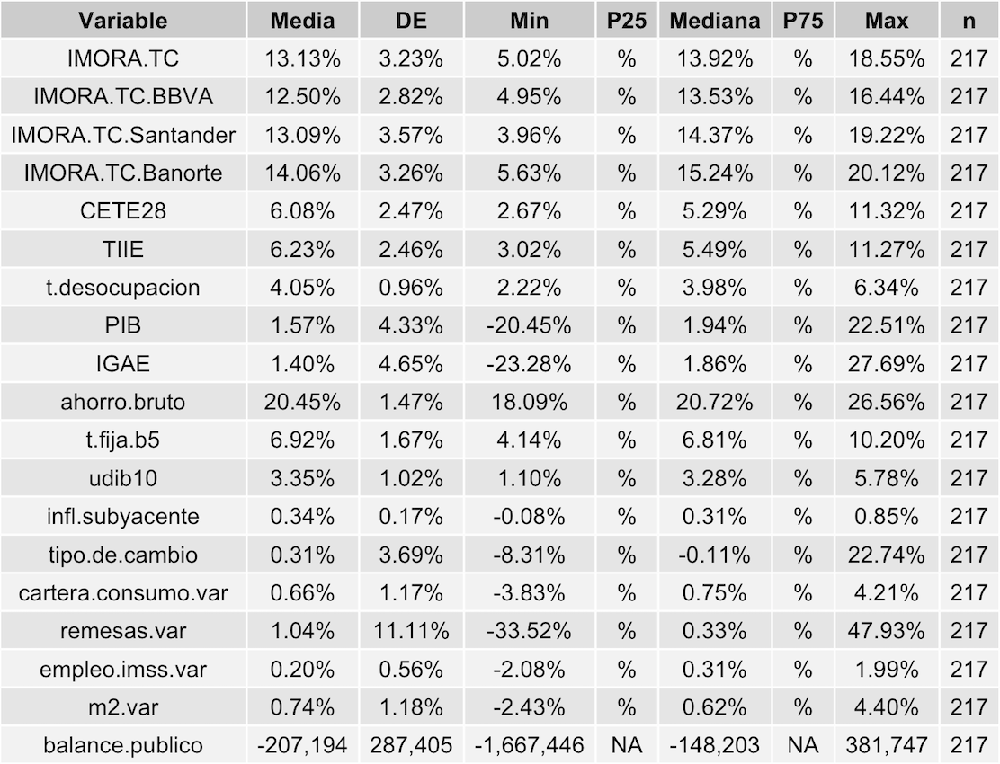 Variable Media DE Min P25 Mediana P75 Max n
IMORA.TC 13.13% 3.23% 5.02% % 13.92% % 18.55% 217
IMORA.TC.BBVA 12.50% 2.82% 4.95% % 13.53% % 16.44% 217
IMORA.TC.Santander 13.09% 3.57% 3.96% % 14.37% % 19.22% 217
IMORA.TC.Banorte 14.06% 3.26% 5.63% % 15.24% % 20.12% 217
CETE28 6.08% 2.47% 2.67% % 5.29% % 11.32% 217
TIIE 6.23% 2.46% 3.02% % 5.49% % 11.27% 217
t.desocupacion 4.05% 0.96% 2.22% % 3.98% % 6.34% 217
PIB 1.57% 4.33% -20.45% % 1.94% % 22.51% 217
IGAE 1.40% 4.65% -23.28% % 1.86% % 27.69% 217
ahorro.bruto 20.45% 1.47% 18.09% % 20.72% % 26.56% 217
t.fija.b5 6.92% 1.67% 4.14% % 6.81% % 10.20% 217
udib10 3.35% 1.02% 1.10% % 3.28% % 5.78% 217
infl.subyacente 0.34% 0.17% -0.08% % 0.31% % 0.85% 217
tipo.de.cambio 0.31% 3.69% -8.31% % -0.11% % 22.74% 217
cartera.consumo.var 0.66% 1.17% -3.83% % 0.75% % 4.21% 217
remesas.var 1.04% 11.11% -33.52% % 0.33% % 47.93% 217
empleo.imss.var 0.20% 0.56% -2.08% % 0.31% % 1.99% 217
m2.var 0.74% 1.18% -2.43% % 0.62% % 4.40% 217
balance.publico -207,194 287,405 -1,667,446 NA -148,203 NA 381,747 217